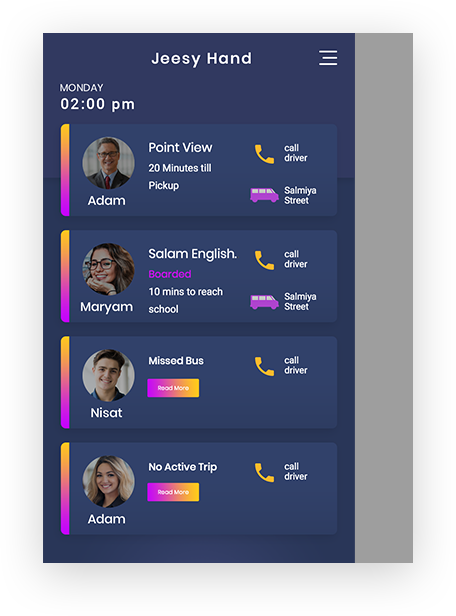 Jeesy Hand
MONDAY
02:00 pm
Point View
20 Minutes till
Pickup
call
driver
Salmiya
Street
Adam
Salam English.
Boarded
10 mins to reach
school
call
driver
Salmiya
Street
Maryam
Missed Bus
Read More
call
driver
Nisat
No Active Trip
Read More
call
driver
Adam